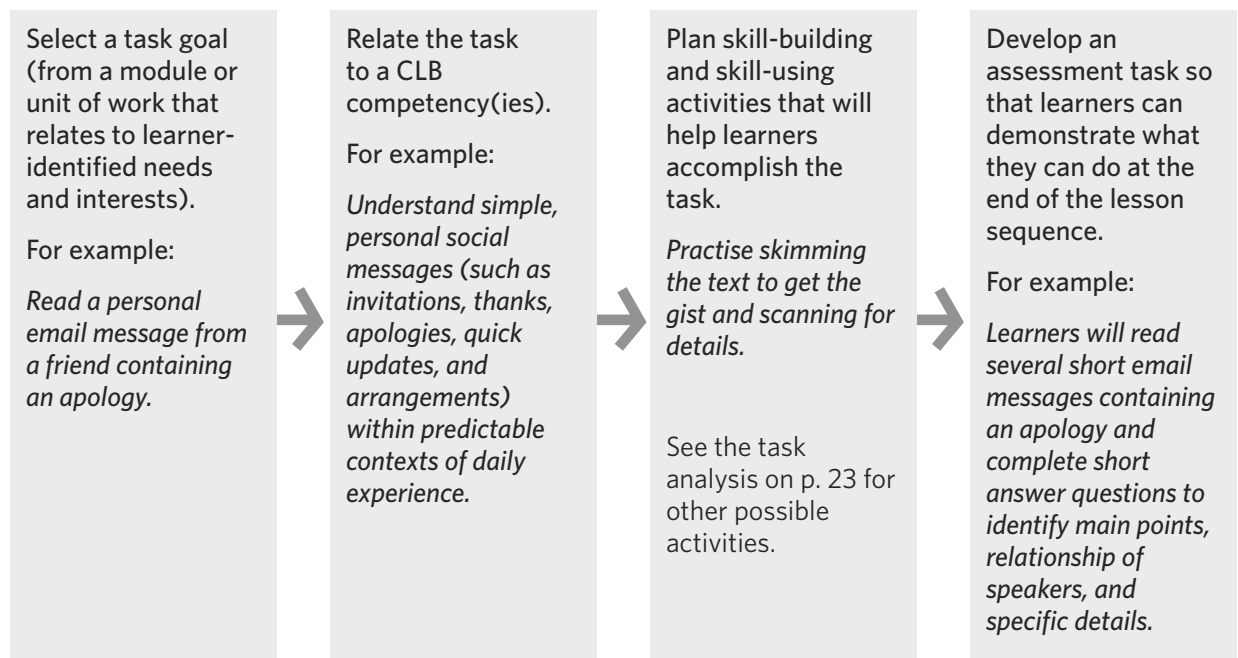 Select a task goal
(from a module or
unit of work that
relates to learner-
identified needs
and interests).
For example:
Read a personal
email message from
a friend containing
an apology.
Relate the task
to a CLB
competency(ies).
For example:
Understand simple,
personal social
messages (such as
invitations, thanks,
apologies, quick
updates, and
arrangements)
within predictable
contexts of daily
experience.
Plan skill-building
and skill-using
activities that will
help learners
accomplish the
task.
Practise skimming
the text to get the
gist and scanning for
details.
See the task
analysis on p. 23 for
other possible
activities.
Develop an
assessment task so
that learners can
demonstrate what
they can do at the
end of the lesson
sequence.
For example:
Learners will read
several short email
messages containing
an apology and
complete short
answer questions to
identify main points,
relationship of
speakers, and
specific details.